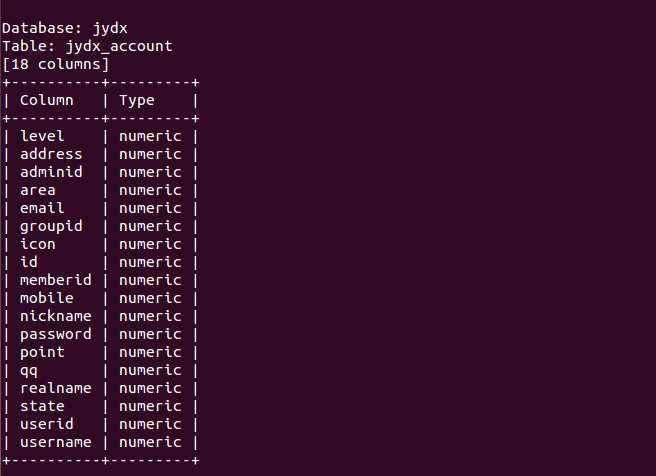 Database: jydx
Table: jydx_account
[18 columns]
+----------+---------+
| Column   | Type    |
+----------+---------+
| level    | numeric |
| address  | numeric |
| adminid  | numeric |
| area     | numeric |
| email    | numeric |
| groupid  | numeric |
| icon     | numeric |
| id       | numeric |
| memberid | numeric |
| mobile   | numeric |
| nickname | numeric |
| password | numeric |
| point    | numeric |
| qq       | numeric |
| realname | numeric |
| state    | numeric |
| userid   | numeric |
| username | numeric |
+----------+---------+